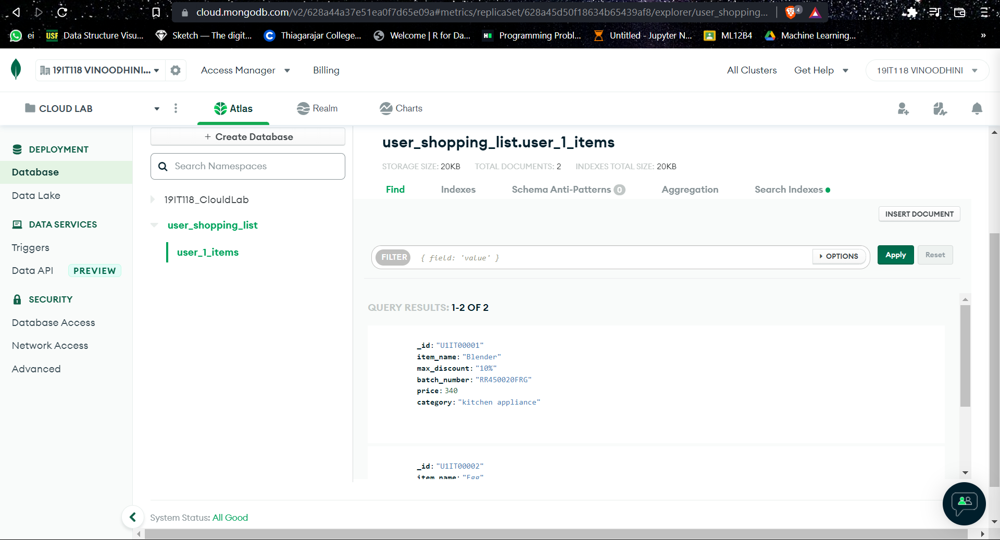 cloud.mongodb.com/v2/628a44a37e51ea0f7d65e09a#metrics/replicaSet/628a45d50f18634b65439af8/explorer/user_shopping... 4
ei USF Data Structure Visu... Sketch — The digit... C Thiagarajar College... Welcome | R for Da... H Programming Probl... Untitled - Jupyter N... ML12B4 Machine Learning... »
19IT118 VINOODHINI... Access Manager Billing All Clusters Get Help 19IT118 VINOODHINI
CLOUD LAB Atlas Realm Charts
DEPLOYMENT
Database
Data Lake
DATA SERVICES
Triggers
Data API PREVIEW
SECURITY
Database Access
Network Access
Advanced
+ Create Database
Search Namespaces
19IT118_ClouldLab
user_shopping_list
user_1_items
user_shopping_list.user_1_items
STORAGE SIZE: 20KB TOTAL DOCUMENTS: 2 INDEXES TOTAL SIZE: 20KB
Find Indexes Schema Anti-Patterns 0 Aggregation Search Indexes
INSERT DOCUMENT
FILTER { field: 'value' } OPTIONS Apply Reset
QUERY RESULTS: 1-2 OF 2
_id: "U1IT00001"
item_name: "Blender"
max_discount: "10%"
batch_number: "RR450020FRG"
price: 340
category: "kitchen appliance"
_id: "U1IT00002"
item_name: "Egg"
System Status: All Good